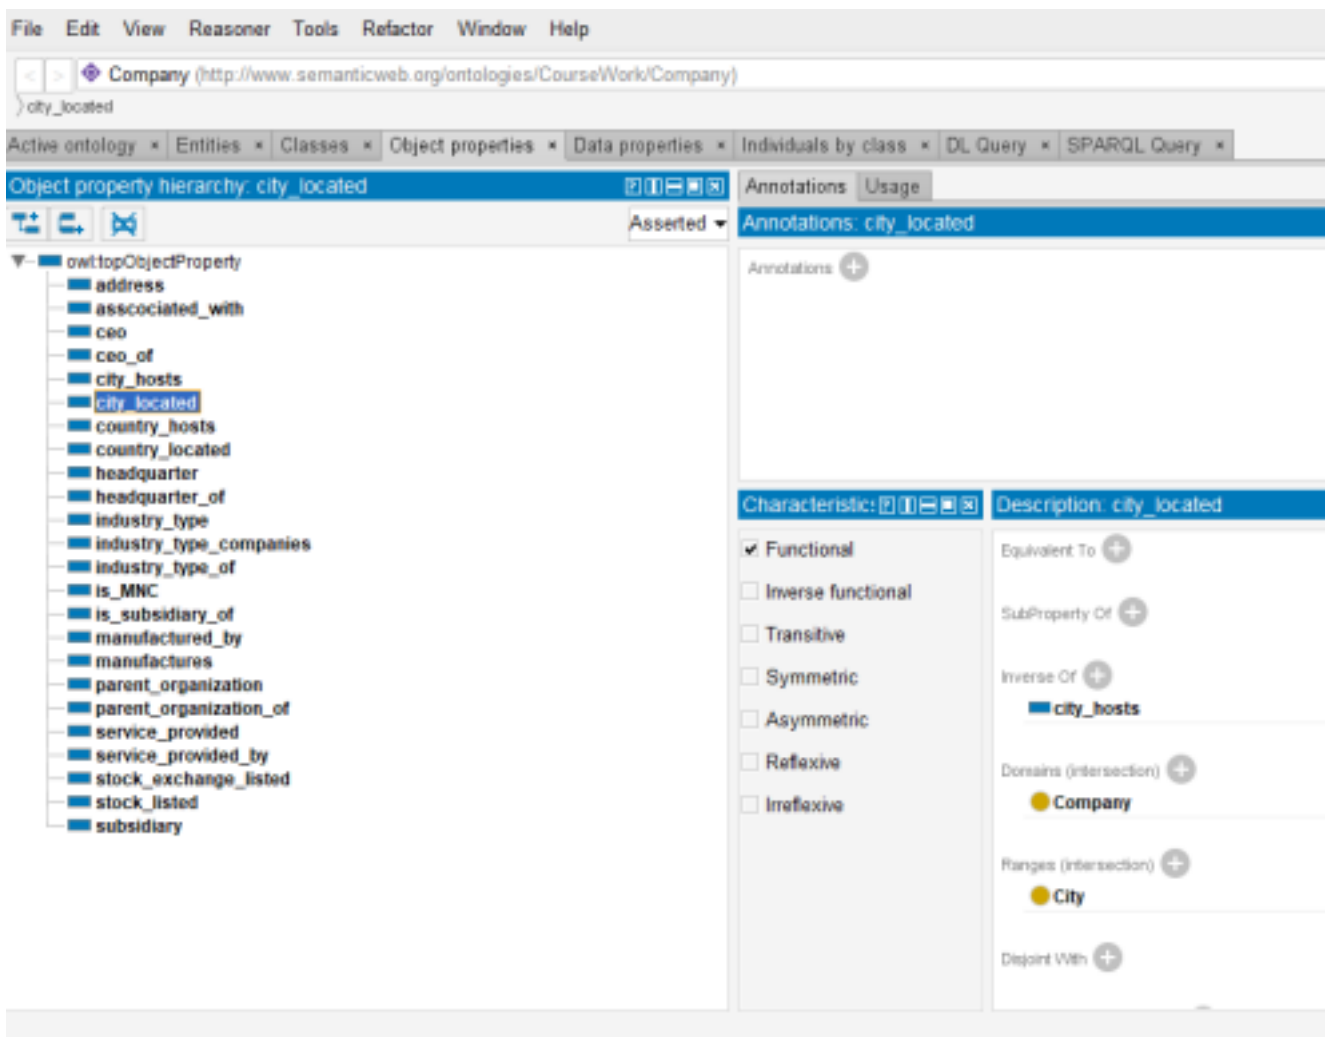 File Edit View Reasoner Tools Refactor Window Help
< > Company (http://www.semanticweb.org/ontologies/CourseWork/Company)
city_located
Active ontology × Entities × Classes × Object properties × Data properties × Individuals by class × DL Query × SPARQL Query ×
Object property hierarchy: city_located
Asserted
owl:topObjectProperty
address
asscociated_with
ceo
ceo_of
city_hosts
city_located
country_hosts
country_located
headquarter
headquarter_of
industry_type
industry_type_companies
industry_type_of
is_MNC
is_subsidiary_of
manufactured_by
manufactures
parent_organization
parent_organization_of
service_provided
service_provided_by
stock_exchange_listed
stock_listed
subsidiary
Annotations Usage
Annotations: city_located
Annotations
Characteristic:
Functional
Inverse functional
Transitive
Symmetric
Asymmetric
Reflexive
Irreflexive
Description: city_located
Equivalent To
SubProperty Of
Inverse Of
city_hosts
Domains (intersection)
Company
Ranges (intersection)
City
Disjoint With